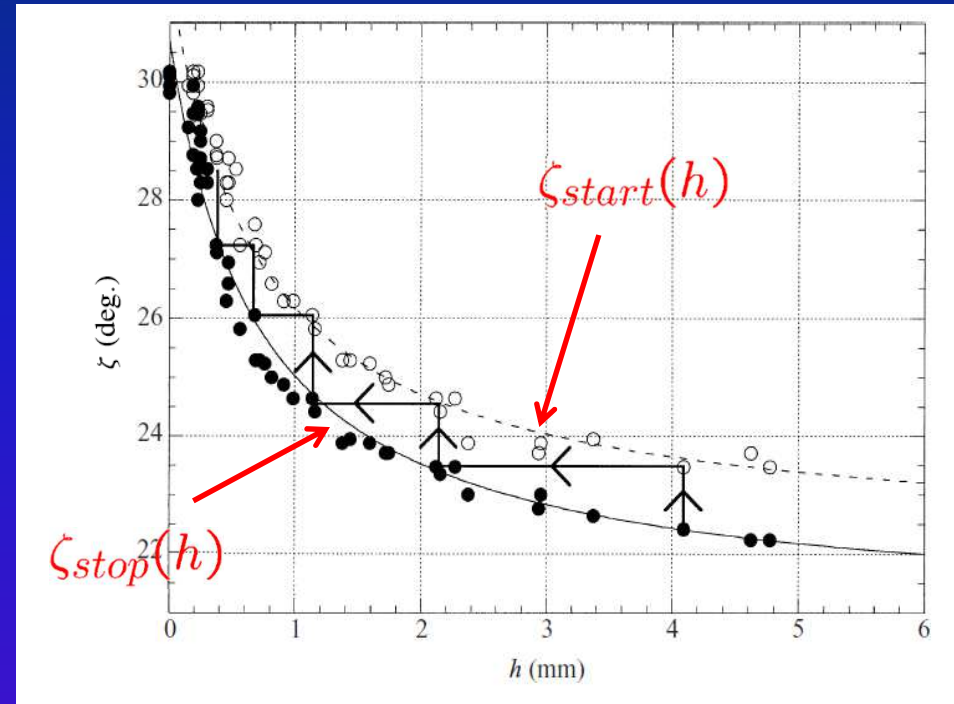 30
28
26
24
22
ζ (deg.)
ζstart(h)
ζstop(h)
0 1 2 3 4 5 6
h (mm)